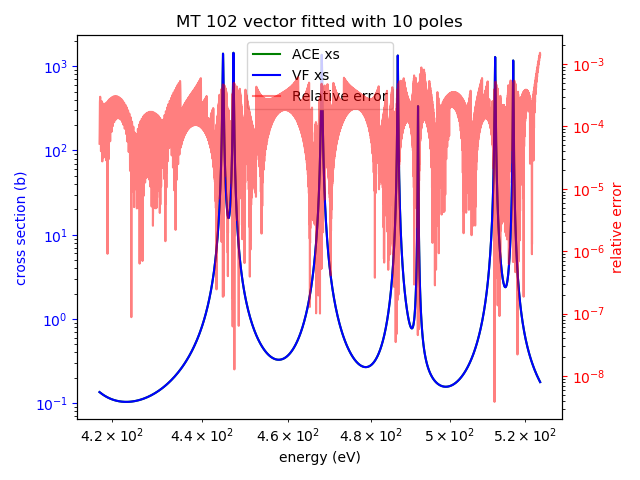 MT 102 vector fitted with 10 poles
ACE xs
VF xs
Relative error
cross section (b)
10³
10²
10¹
10⁰
10⁻¹
relative error
10⁻³
10⁻⁴
10⁻⁵
10⁻⁶
10⁻⁷
10⁻⁸
4.2 × 10² 4.4 × 10² 4.6 × 10² 4.8 × 10² 5 × 10² 5.2 × 10²
energy (eV)